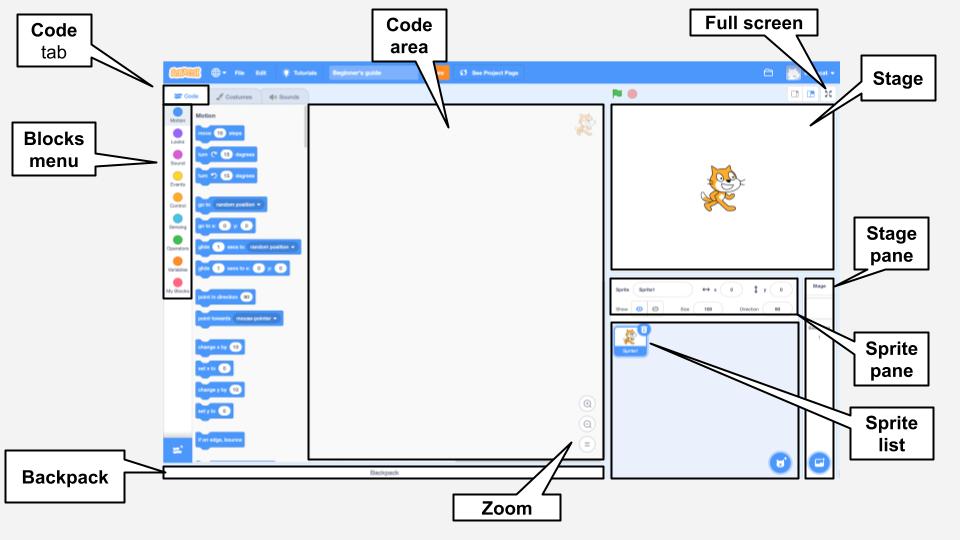 Code
tab
Code
area
Full screen
Stage
Blocks
menu
Stage
pane
Sprite
pane
Sprite
list
Backpack
Zoom
SCRATCH
File
Edit
Tutorials
Beginner's guide
See Project Page
Code
Costumes
Sounds
Motion
Looks
Sound
Events
Control
Sensing
Operators
Variables
My Blocks
Motion
move 10 steps
turn 15 degrees
turn 15 degrees
go to random position
go to x: 0 y: 0
glide 1 secs to random position
glide 1 secs to x: 0 y: 0
point in direction 90
point towards mouse-pointer
change x by 10
set x to 0
change y by 10
set y to 0
if on edge, bounce
Backpack
Sprite Sprite1 x 0 y 0
Show Size 100 Direction 90
Sprite1
Stage
1